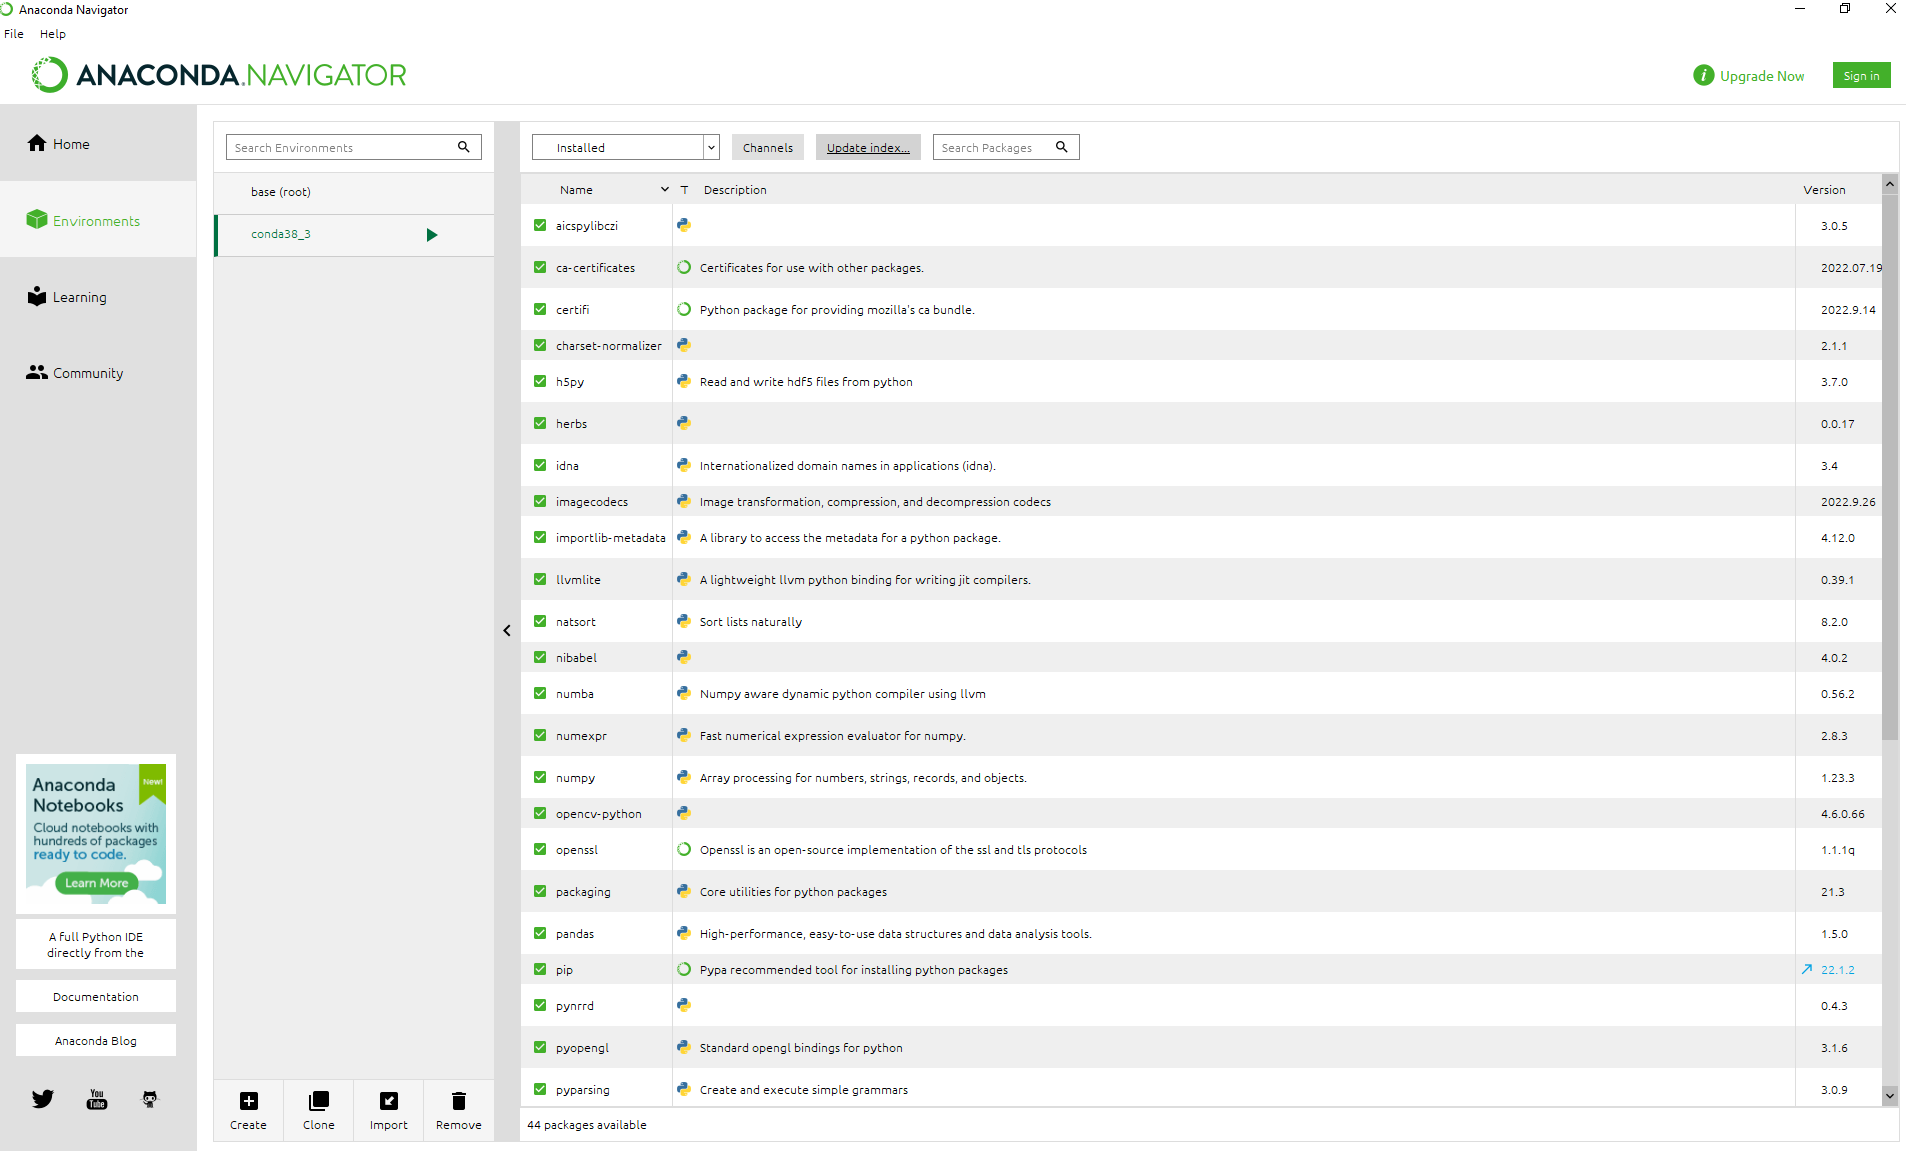 Anaconda Navigator
File Help
ANACONDA.NAVIGATOR
Upgrade Now
Sign in
Home
Environments
Learning
Community
Anaconda
Notebooks
New!
Cloud notebooks with
hundreds of packages
ready to code.
Learn More
A full Python IDE
directly from the
Documentation
Anaconda Blog
You
Tube
Search Environments
base (root)
conda38_3
Create Clone Import Remove
Installed Channels Update index... Search Packages
Name T Description Version
aicspylibczi 3.0.5
ca-certificates Certificates for use with other packages. 2022.07.19
certifi Python package for providing mozilla's ca bundle. 2022.9.14
charset-normalizer 2.1.1
h5py Read and write hdf5 files from python 3.7.0
herbs 0.0.17
idna Internationalized domain names in applications (idna). 3.4
imagecodecs Image transformation, compression, and decompression codecs 2022.9.26
importlib-metadata A library to access the metadata for a python package. 4.12.0
llvmlite A lightweight llvm python binding for writing jit compilers. 0.39.1
natsort Sort lists naturally 8.2.0
nibabel 4.0.2
numba Numpy aware dynamic python compiler using llvm 0.56.2
numexpr Fast numerical expression evaluator for numpy. 2.8.3
numpy Array processing for numbers, strings, records, and objects. 1.23.3
opencv-python 4.6.0.66
openssl Openssl is an open-source implementation of the ssl and tls protocols 1.1.1q
packaging Core utilities for python packages 21.3
pandas High-performance, easy-to-use data structures and data analysis tools. 1.5.0
pip Pypa recommended tool for installing python packages 22.1.2
pynrrd 0.4.3
pyopengl Standard opengl bindings for python 3.1.6
pyparsing Create and execute simple grammars 3.0.9
44 packages available